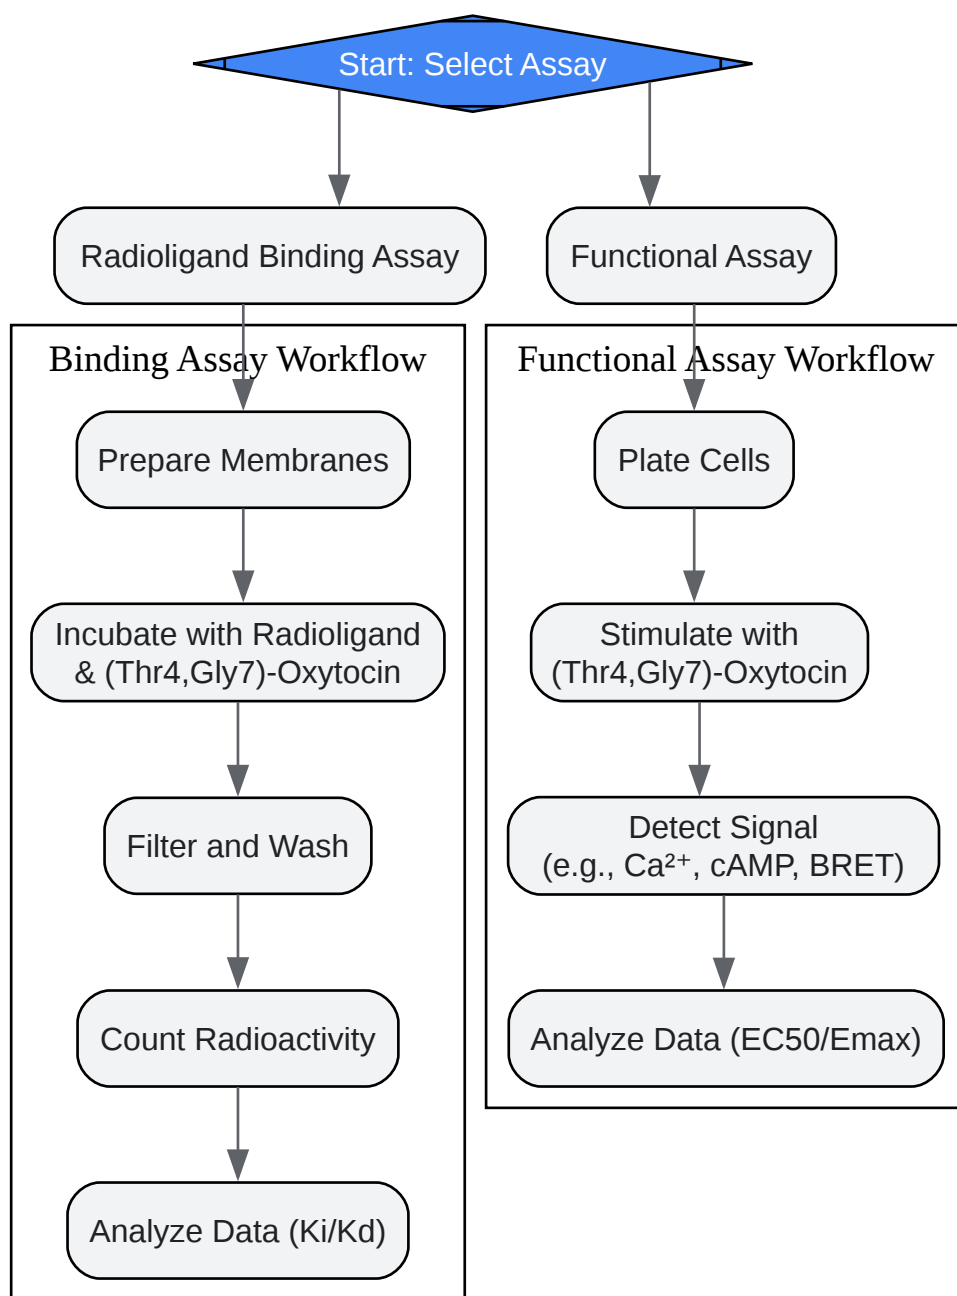 Start: Select Assay
Radioligand Binding Assay
Functional Assay
Binding Assay Workflow
Prepare Membranes
Incubate with Radioligand
& (Thr4,Gly7)-Oxytocin
Filter and Wash
Count Radioactivity
Analyze Data (Ki/Kd)
Functional Assay Workflow
Plate Cells
Stimulate with
(Thr4,Gly7)-Oxytocin
Detect Signal
(e.g., Ca²⁺, cAMP, BRET)
Analyze Data (EC50/Emax)